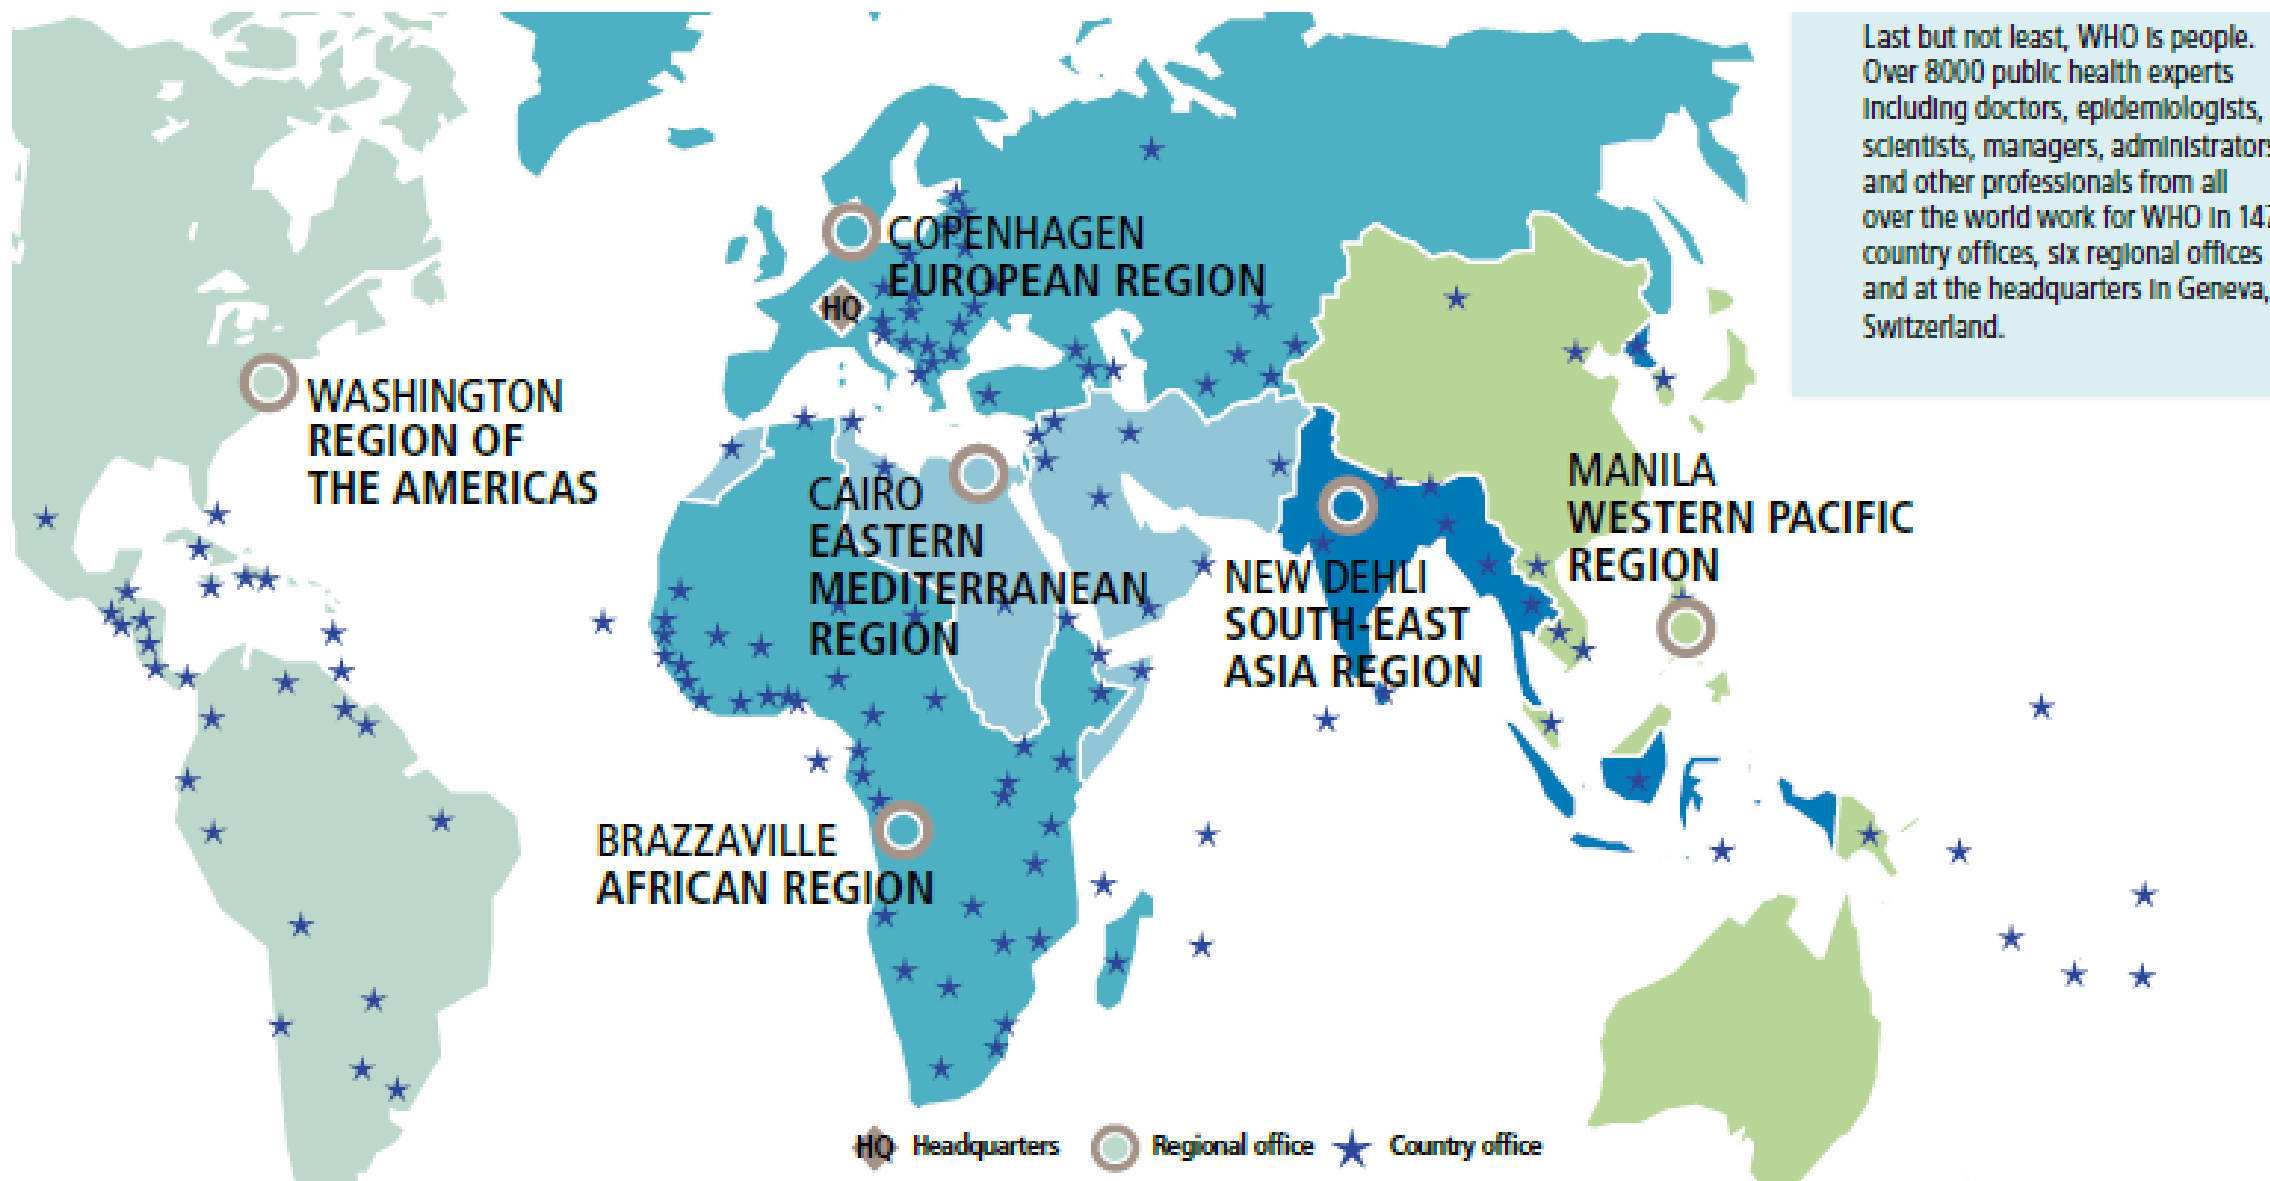 Last but not least, WHO is people.
Over 8000 public health experts
including doctors, epidemiologists,
scientists, managers, administrators
and other professionals from all
over the world work for WHO in 147
country offices, six regional offices
and at the headquarters in Geneva,
Switzerland.
COPENHAGEN
EUROPEAN REGION
HQ
WASHINGTON
REGION OF
THE AMERICAS
CAIRO
EASTERN
MEDITERRANEAN
REGION
MANILA
WESTERN PACIFIC
REGION
NEW DEHLI
SOUTH-EAST
ASIA REGION
BRAZZAVILLE
AFRICAN REGION
HQ Headquarters
Regional office
Country office